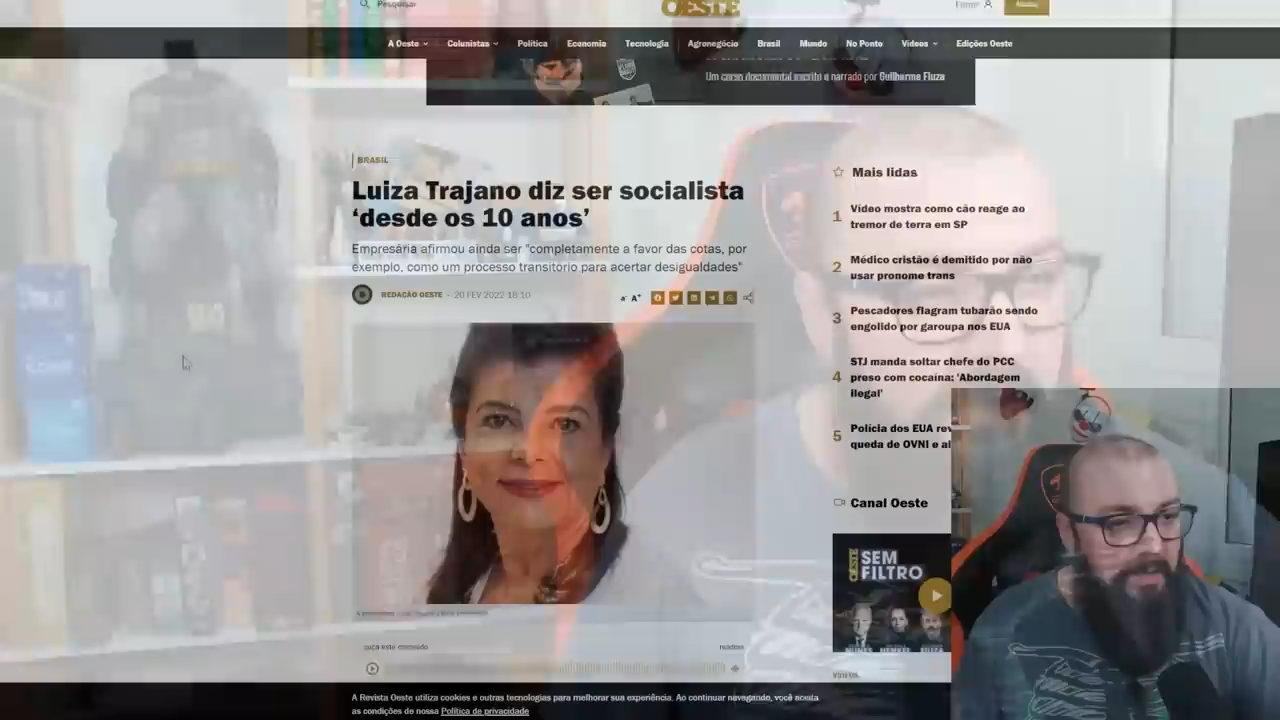 Pesquisar
OESTE
A Oeste
Colunistas
Política
Economia
Tecnologia
Agronegócio
Brasil
Mundo
No Ponto
Vídeos
Edições Oeste
Um curso documental escrito e narrado por Guilherme Fiuza
BRASIL
Luiza Trajano diz ser socialista
‘desde os 10 anos’
Empresária afirmou ainda ser "completamente a favor das cotas, por
exemplo, como um processo transitório para acertar desigualdades"
REDAÇÃO OESTE - 20 FEV 2022 18:10
a- A+
Mais lidas
1 Vídeo mostra como cão reage ao
tremor de terra em SP
2 Médico cristão é demitido por não
usar pronome trans
3 Pescadores flagram tubarão sendo
engolido por garoupa nos EUA
4 STJ manda soltar chefe do PCC
preso com cocaína: 'Abordagem
ilegal'
5 Polícia dos EUA rev
queda de OVNI e al
Canal Oeste
OESTE
SEM
FILTRO
A Revista Oeste utiliza cookies e outras tecnologias para melhorar sua experiência. Ao continuar navegando, você aceita
as condições de nossa Política de privacidade